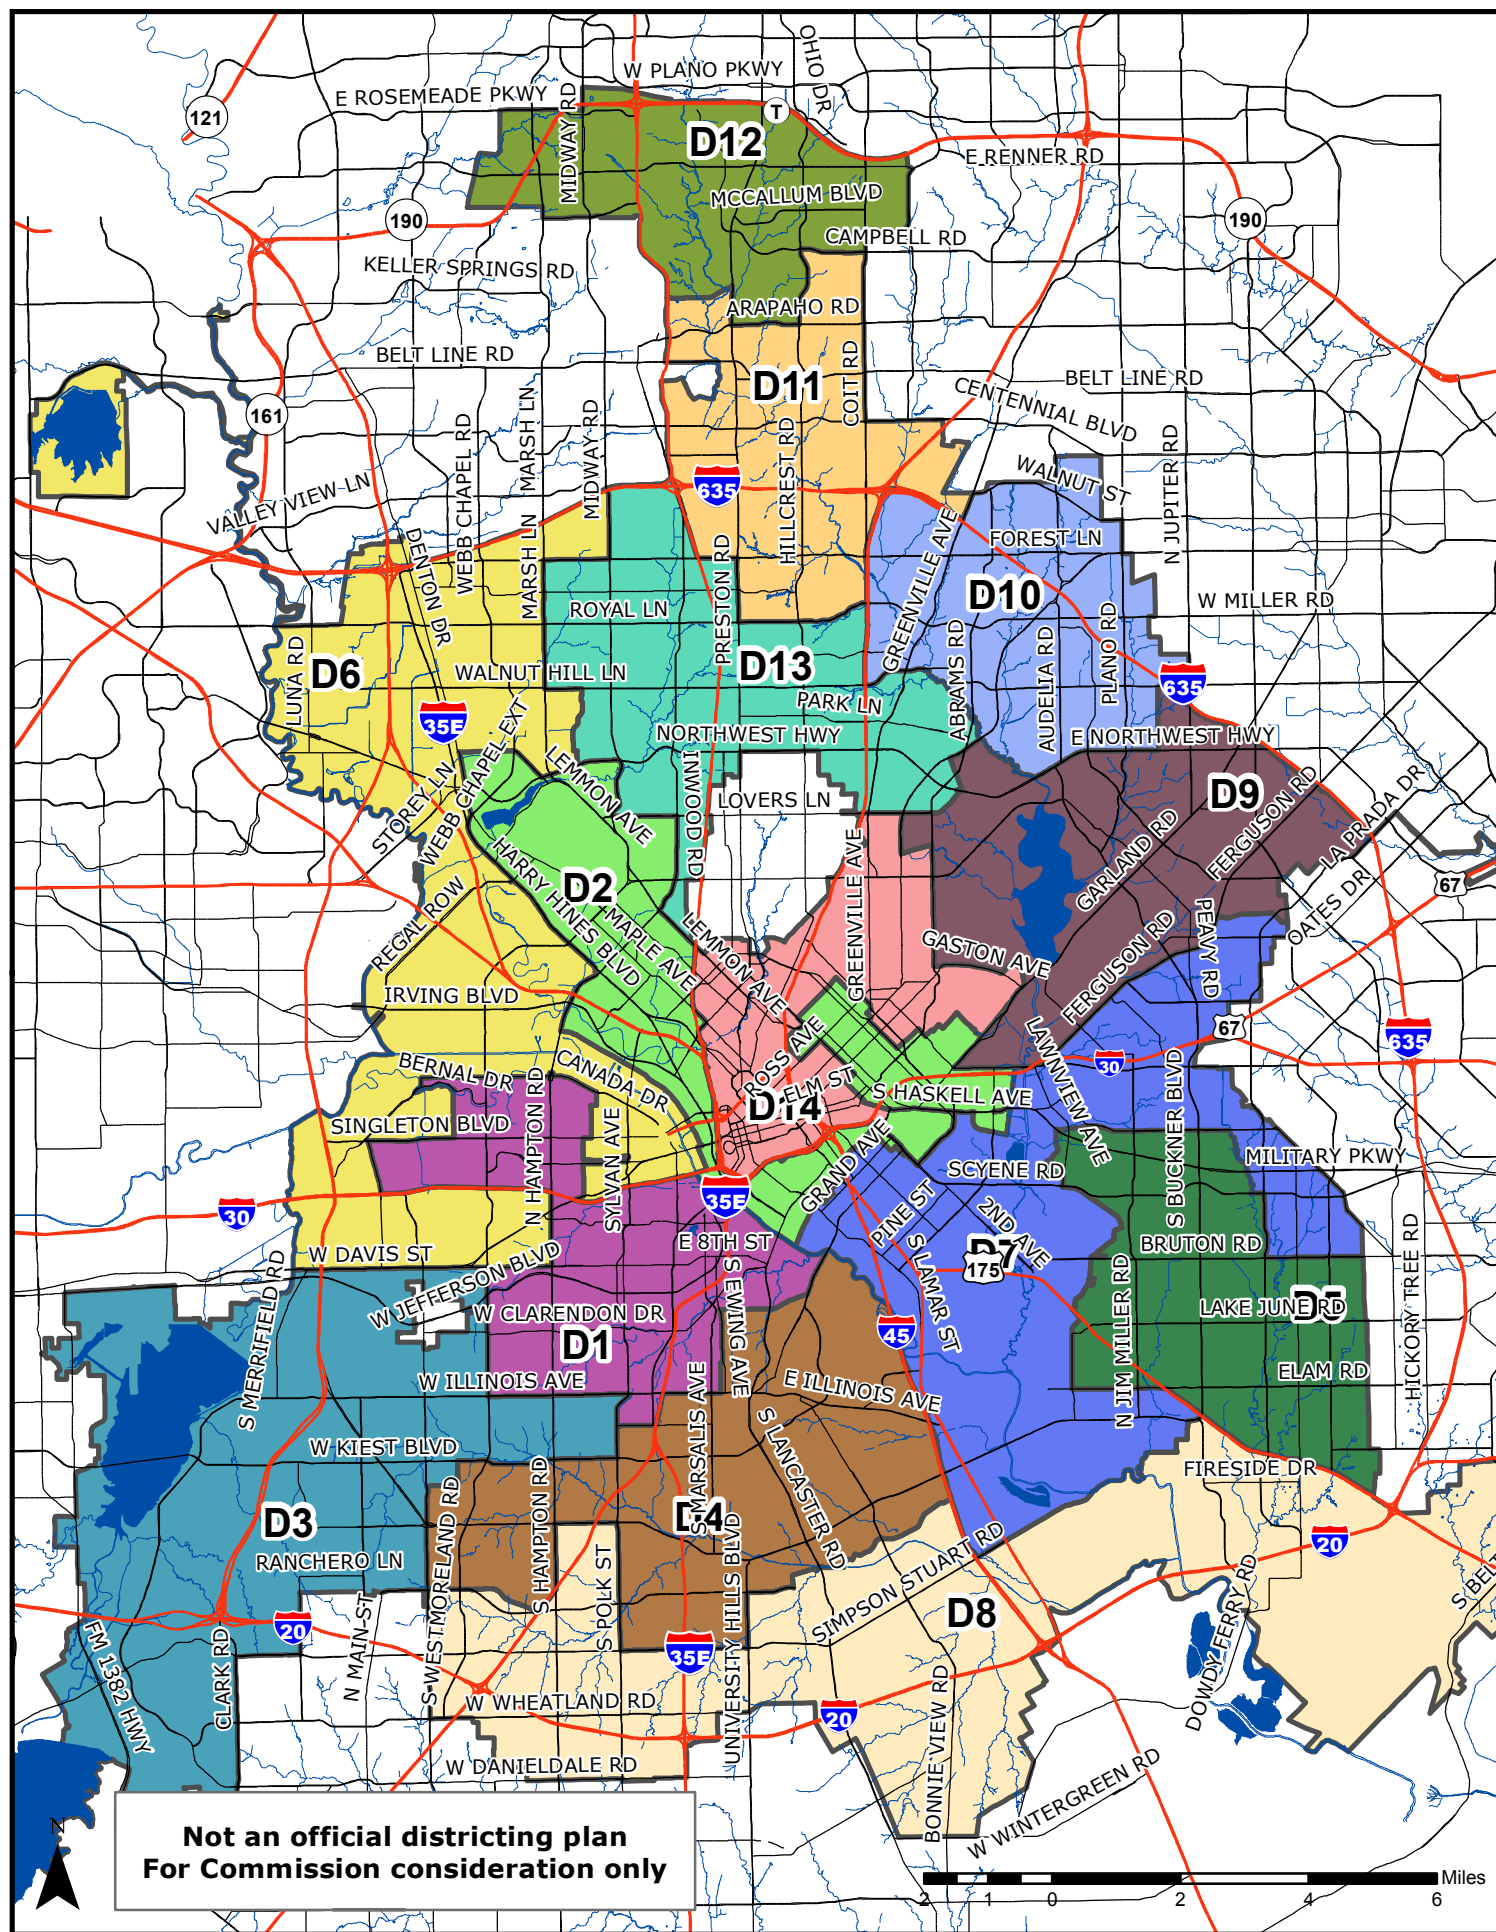 W PLANO PKWY
OHIO DR
E ROSEMEADE PKWY
MIDWAY RD
121
T
D12
E RENNER RD
MCCALLUM BLVD
190
190
CAMPBELL RD
KELLER SPRINGS RD
ARAPAHO RD
BELT LINE RD
COIT RD
BELT LINE RD
D11
CENTENNIAL BLVD
161
WEBB CHAPEL RD
MARSH LN
MIDWAY RD
HILLCREST RD
N JUPITER RD
WALNUT ST
635
VALLEY VIEW LN
DENTON DR
MARSH LN
PRESTON RD
GREENVILLE AVE
FOREST LN
D10
ROYAL LN
W MILLER RD
D6
LUNA RD
WALNUT HILL LN
D13
ABRAMS RD
AUDELIA RD
PLANO RD
635
PARK LN
35E
NORTHWEST HWY
E NORTHWEST HWY
STOREY LN
WEBB CHAPEL EXT
LEMMON AVE
INWOOD RD
LOVERS LN
D9
FERGUSON RD
LA PRADA DR
GARLAND RD
HARRY HINES BLVD
D2
GREENVILLE AVE
67
REGAL ROW
MAPLE AVE
LEMMON AVE
GASTON AVE
PEAVY RD
OATES DR
FERGUSON RD
IRVING BLVD
67
635
ROSS AVE
LAWNVIEW AVE
30
BERNAL DR
CANADA DR
ELM ST
D14
S HASKELL AVE
S BUCKNER BLVD
SINGLETON BLVD
N HAMPTON RD
SYLVAN AVE
GRAND AVE
SCYENE RD
MILITARY PKWY
35E
30
PINE ST
2ND AVE
W DAVIS ST
E 8TH ST
D7
175
BRUTON RD
HICKORY TREE RD
S MERRIFIELD RD
W JEFFERSON BLVD
S EWING AVE
S LAMAR ST
N JIM MILLER RD
W CLARENDON DR
D1
45
LAKE JUNE RD
D5
W ILLINOIS AVE
E ILLINOIS AVE
ELAM RD
S MARSALIS AVE
S LANCASTER RD
W KIEST BLVD
FIRESIDE DR
D3
S WESTMORELAND RD
S HAMPTON RD
D4
UNIVERSITY HILLS BLVD
SIMPSON STUART RD
20
RANCHERO LN
S POLK ST
DOWDY FERRY RD
S BELT
20
N MAIN ST
D8
FM 1382 HWY
CLARK RD
35E
W WHEATLAND RD
20
BONNIE VIEW RD
W DANIELDALE RD
W WINTERGREEN RD
N
Not an official districting plan
For Commission consideration only
Miles
2 1 0 2 4 6